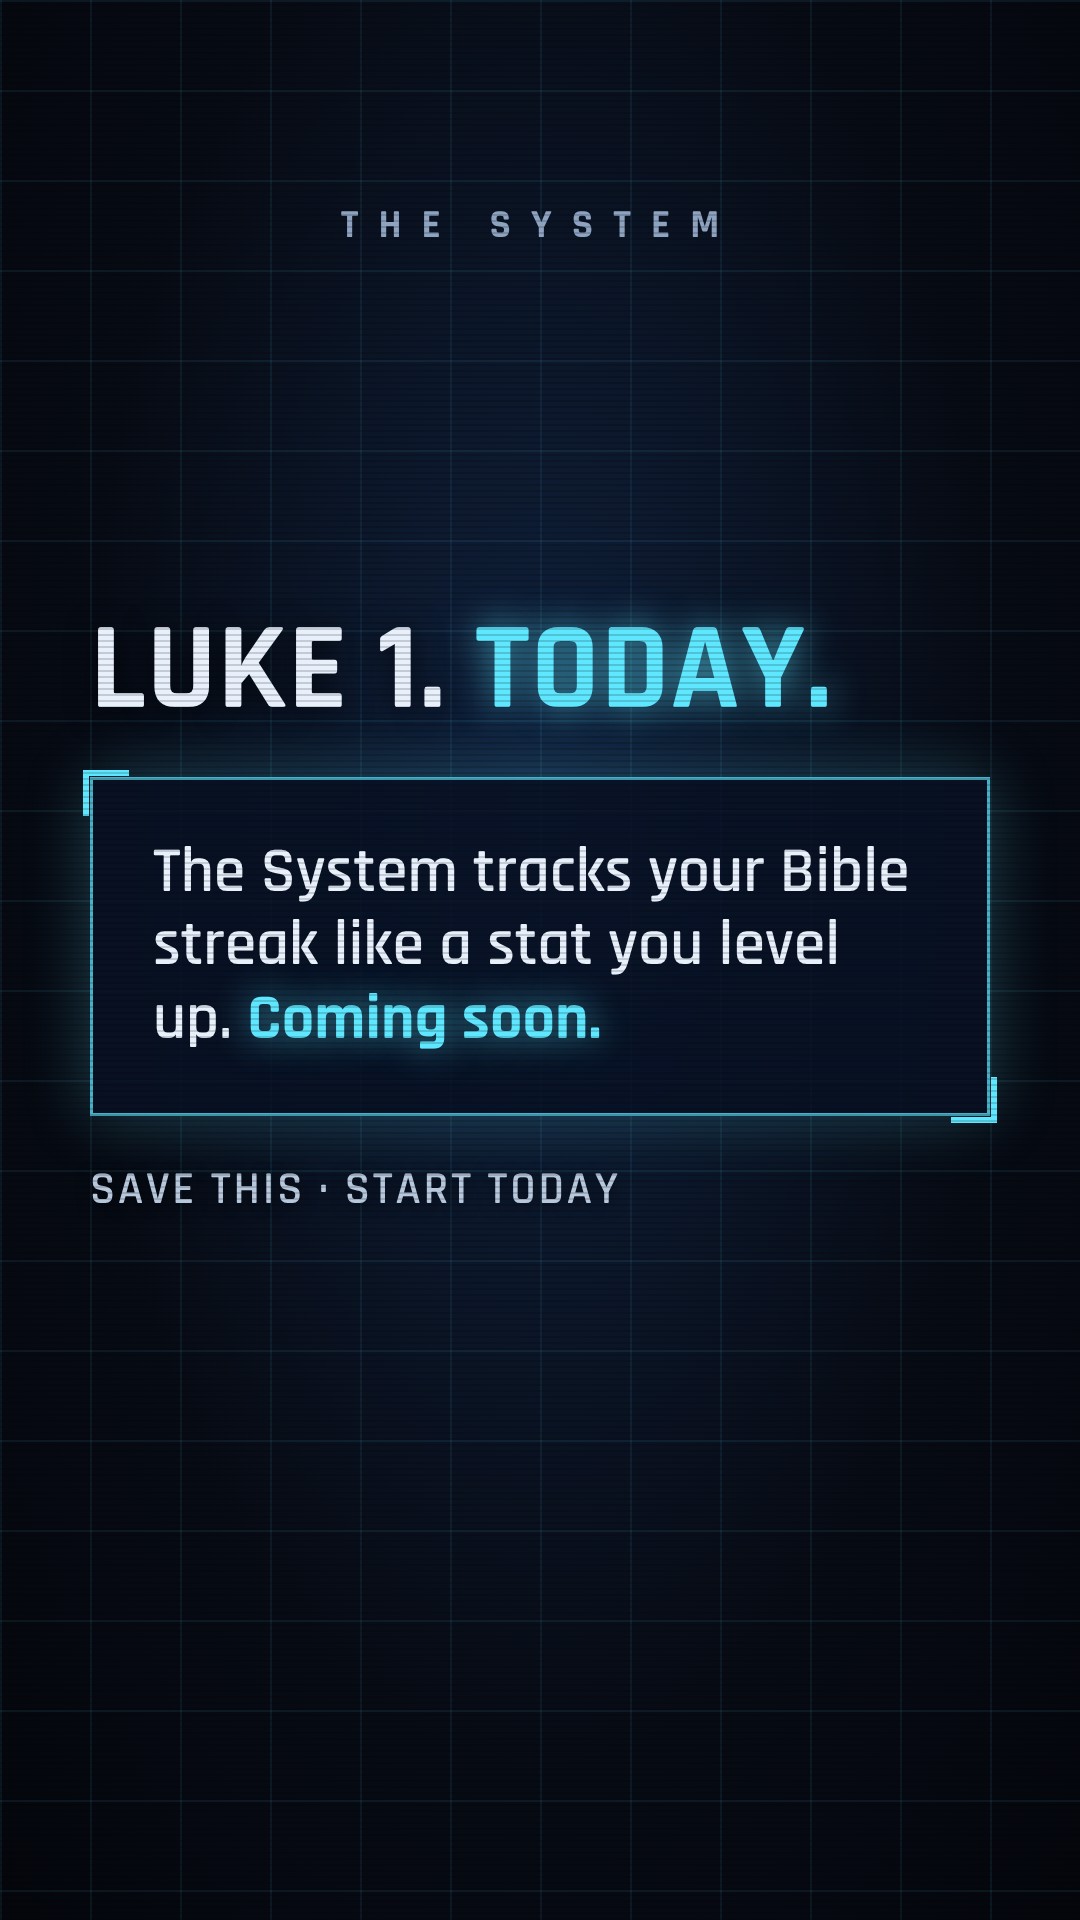 THE SYSTEM
LUKE 1. TODAY.
The System tracks your Bible
streak like a stat you level
up. Coming soon.
SAVE THIS · START TODAY